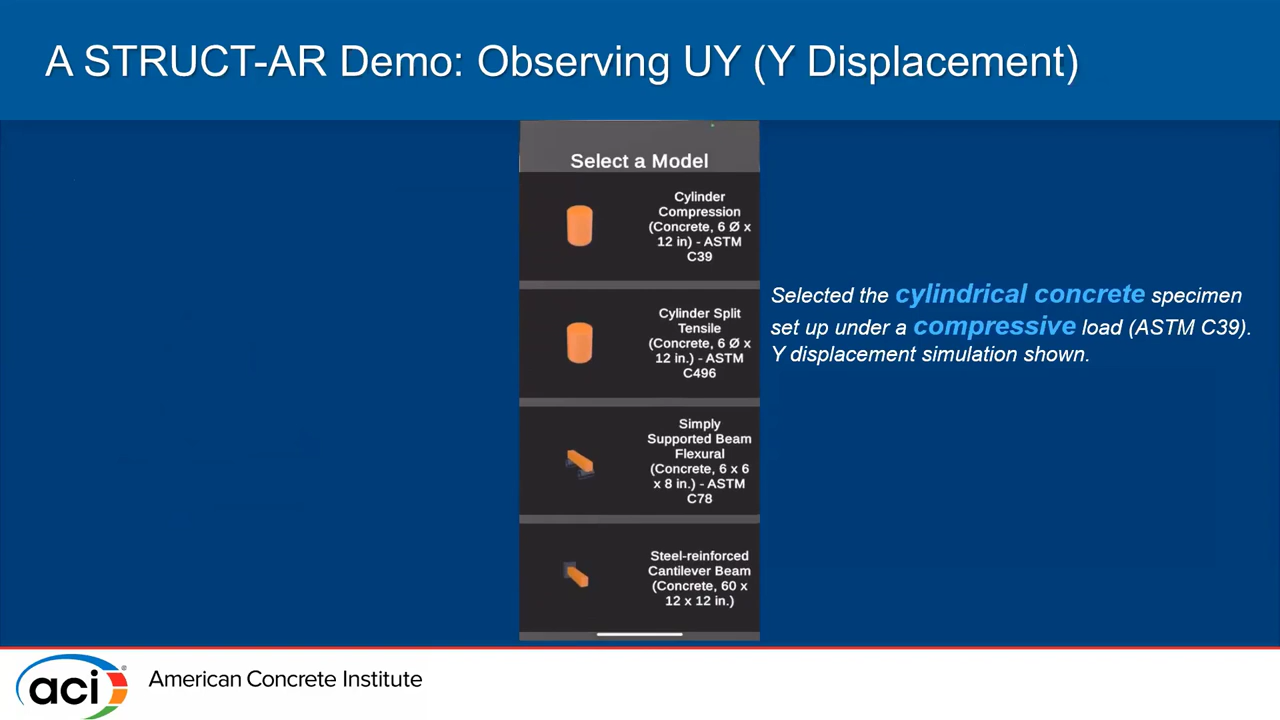 A STRUCT-AR Demo: Observing UY (Y Displacement)
Select a Model
Cylinder
Compression
(Concrete, 6 Ø x
12 in) - ASTM
C39
Cylinder Split
Tensile
(Concrete, 6 Ø x
12 in.) - ASTM
C496
Simply
Supported Beam
Flexural
(Concrete, 6 x 6
x 8 in.) - ASTM
C78
Steel-reinforced
Cantilever Beam
(Concrete, 60 x
12 x 12 in.)
Selected the cylindrical concrete specimen
set up under a compressive load (ASTM C39).
Y displacement simulation shown.
aci®
American Concrete Institute